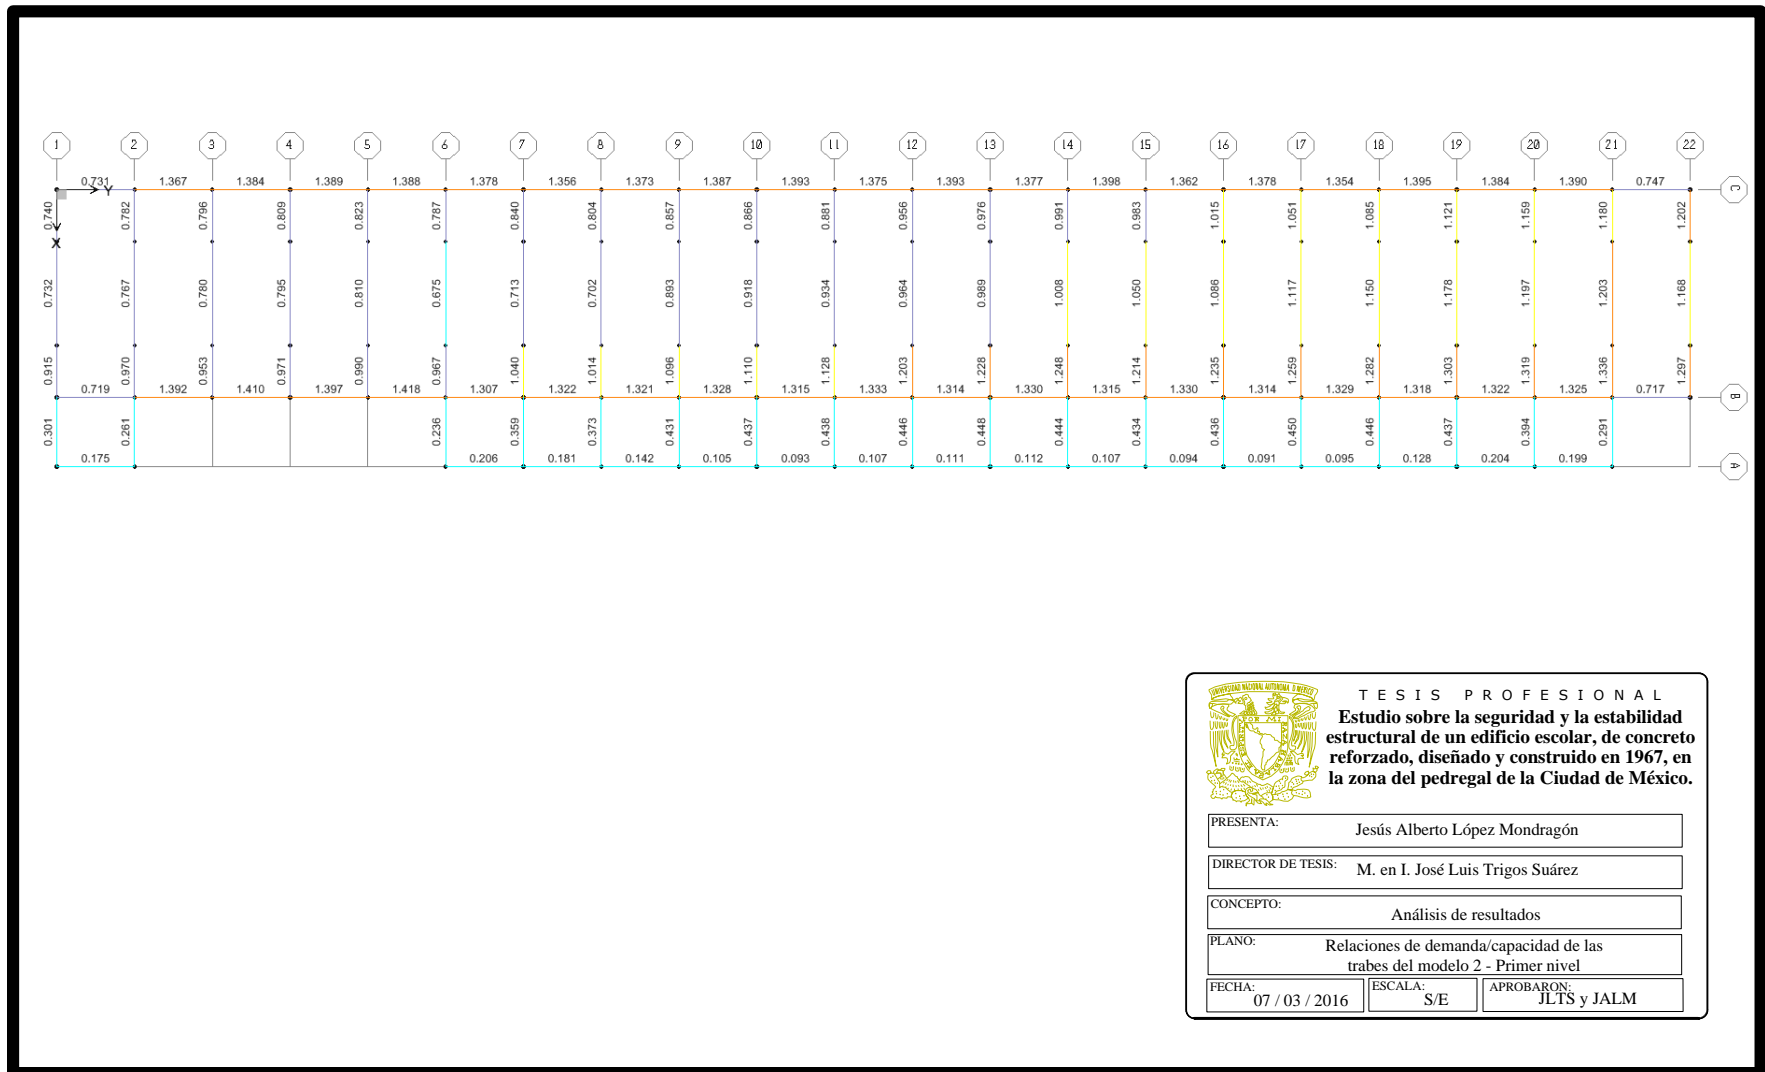 1 2 3 4 5 6 7 8 9 10 11 12 13 14 15 16 17 18 19 20 21 22
0.731 1.367 1.384 1.389 1.388 1.378 1.356 1.373 1.387 1.393 1.375 1.393 1.377 1.398 1.362 1.378 1.354 1.395 1.384 1.390 0.747
Y
C
0.740 0.782 0.796 0.809 0.823 0.787 0.840 0.804 0.857 0.866 0.881 0.956 0.976 0.991 0.983 1.015 1.051 1.085 1.121 1.159 1.180 1.202
X
0.732 0.767 0.780 0.795 0.810 0.675 0.713 0.702 0.893 0.918 0.934 0.964 0.989 1.008 1.050 1.086 1.117 1.150 1.178 1.197 1.203 1.168
0.915 0.970 0.953 0.971 0.990 0.967 1.040 1.014 1.096 1.110 1.128 1.203 1.228 1.248 1.214 1.235 1.259 1.282 1.303 1.319 1.336 1.297
0.719 1.392 1.410 1.397 1.418 1.307 1.322 1.321 1.328 1.315 1.333 1.314 1.330 1.315 1.330 1.314 1.329 1.318 1.322 1.325 0.717
B
0.301 0.261 0.236 0.359 0.373 0.431 0.437 0.438 0.446 0.448 0.444 0.434 0.436 0.450 0.446 0.437 0.394 0.291
0.175 0.206 0.181 0.142 0.105 0.093 0.107 0.111 0.112 0.107 0.094 0.091 0.095 0.128 0.204 0.199
A
UNIVERSIDAD NACIONAL AUTONOMA D MEXICO
POR MI
TESIS PROFESIONAL
Estudio sobre la seguridad y la estabilidad
estructural de un edificio escolar, de concreto
reforzado, diseñado y construido en 1967, en
la zona del pedregal de la Ciudad de México.
PRESENTA: Jesús Alberto López Mondragón
DIRECTOR DE TESIS: M. en I. José Luis Trigos Suárez
CONCEPTO: Análisis de resultados
PLANO: Relaciones de demanda/capacidad de las
trabes del modelo 2 - Primer nivel
FECHA: 07 / 03 / 2016
ESCALA: S/E
APROBARON: JLTS y JALM